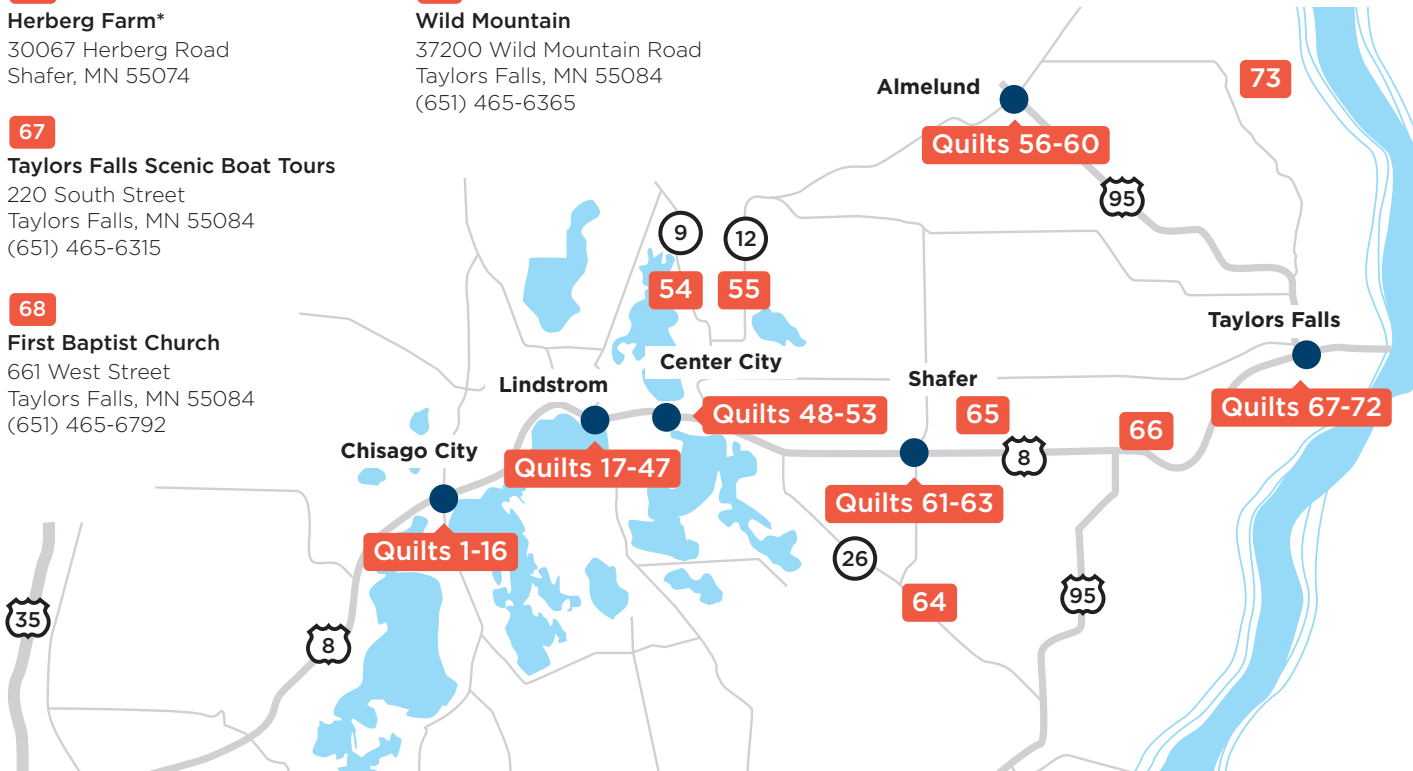 Herberg Farm*
30067 Herberg Road
Shafer, MN 55074
67
Taylors Falls Scenic Boat Tours
220 South Street
Taylors Falls, MN 55084
(651) 465-6315
68
First Baptist Church
661 West Street
Taylors Falls, MN 55084
(651) 465-6792
Wild Mountain
37200 Wild Mountain Road
Taylors Falls, MN 55084
(651) 465-6365
Almelund
73
Quilts 56-60
95
9
12
54
55
Taylors Falls
Center City
Lindstrom
Shafer
Quilts 67-72
Quilts 48-53
65
66
8
Chisago City
Quilts 17-47
Quilts 61-63
Quilts 1-16
26
64
95
35
8